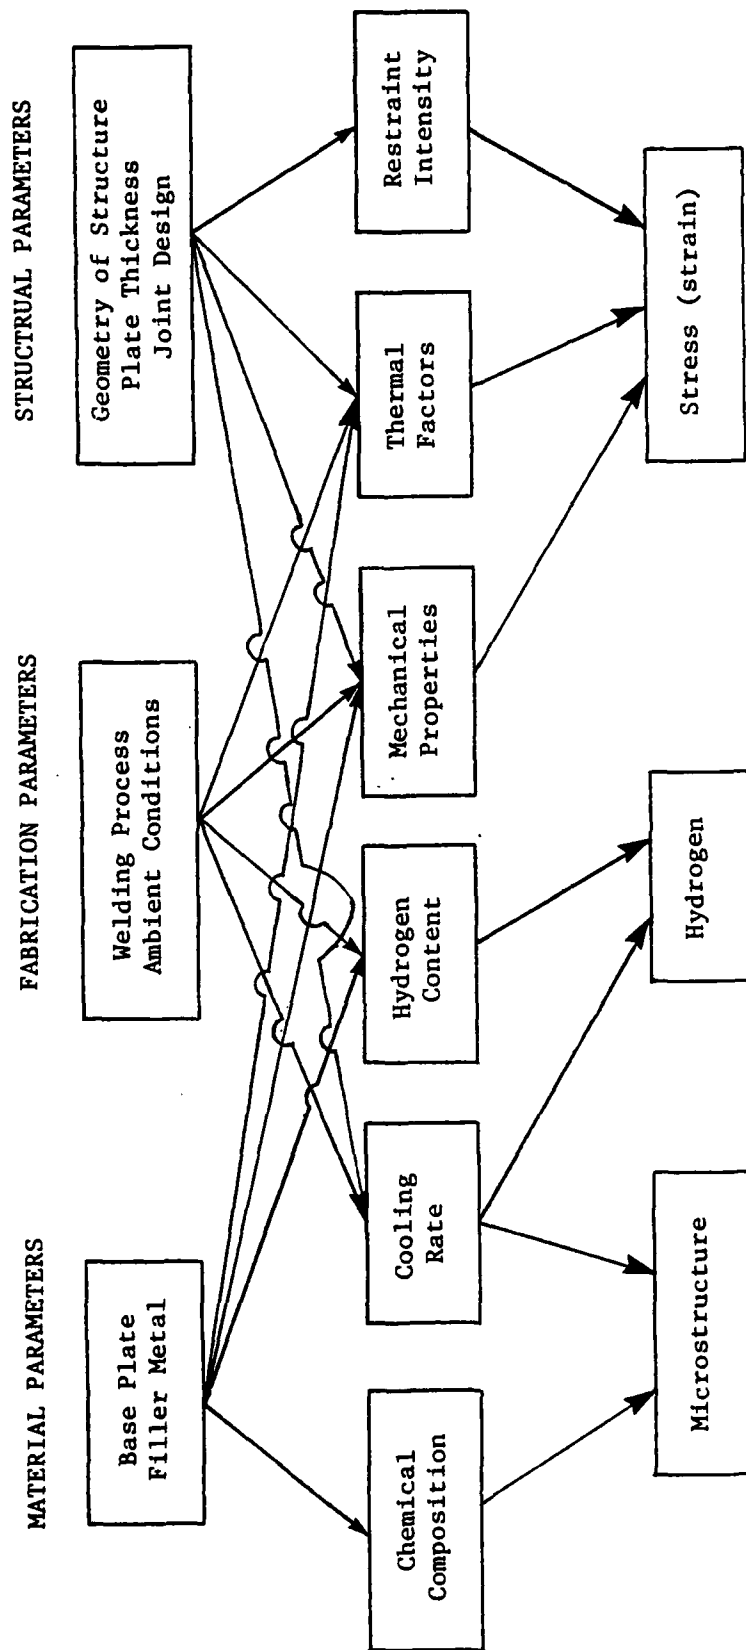 MATERIAL PARAMETERS
FABRICATION PARAMETERS
STRUCTRUAL PARAMETERS
Base Plate
Filler Metal
Welding Process
Ambient Conditions
Geometry of Structure
Plate Thickness
Joint Design
Chemical
Composition
Cooling
Rate
Hydrogen
Content
Mechanical
Properties
Thermal
Factors
Restraint
Intensity
Microstructure
Hydrogen
Stress (strain)